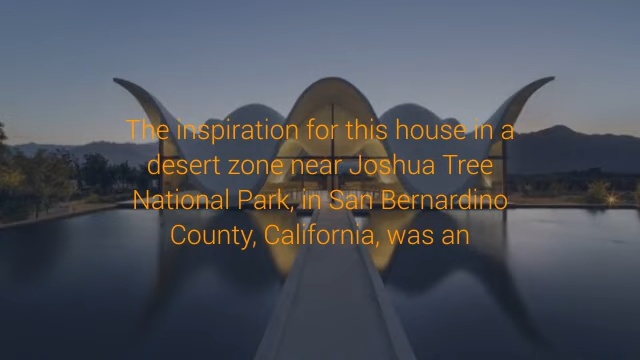 The inspiration for this house in a
desert zone near Joshua Tree
National Park, in San Bernardino
County, California, was an